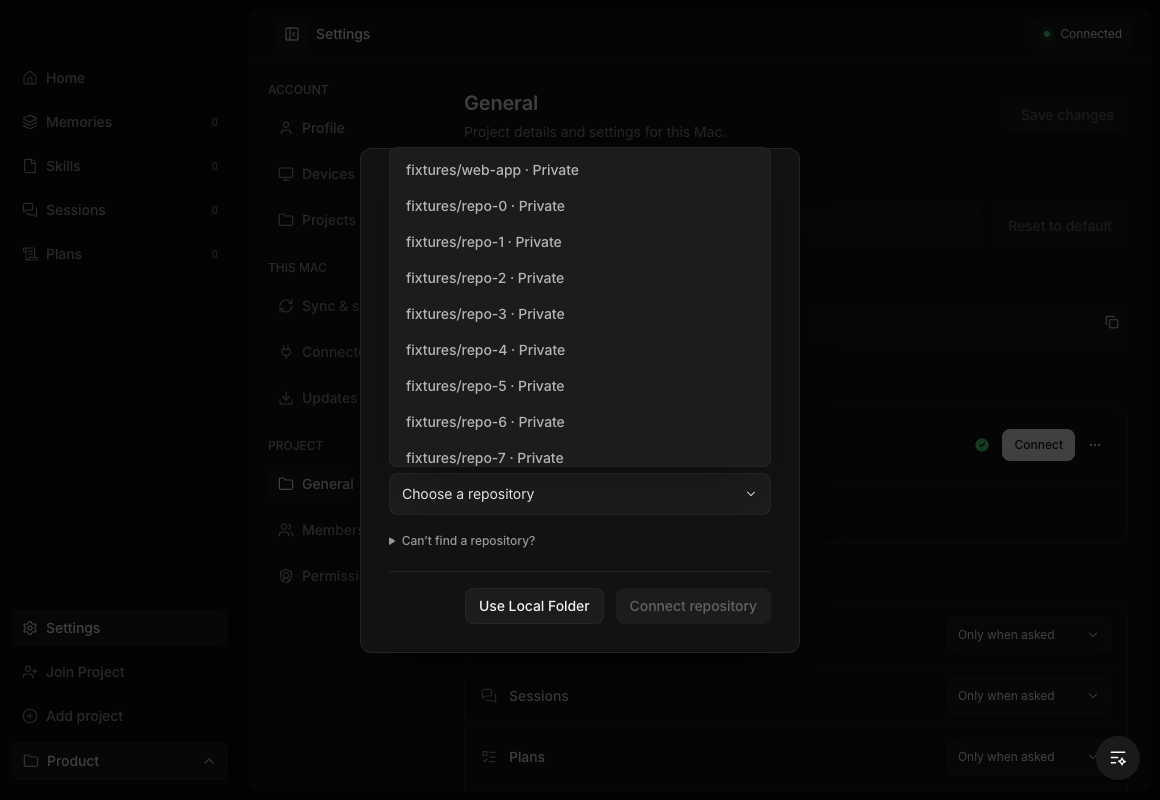 Settings
Connected
Home
Memories 0
Skills 0
Sessions 0
Plans 0
Settings
Join Project
Add project
Product
ACCOUNT
Profile
Devices
Projects
THIS MAC
Sync & s
Connect
Updates
PROJECT
General
Members
Permissi
General
Project details and settings for this Mac.
Save changes
Reset to default
Connect
fixtures/web-app · Private
fixtures/repo-0 · Private
fixtures/repo-1 · Private
fixtures/repo-2 · Private
fixtures/repo-3 · Private
fixtures/repo-4 · Private
fixtures/repo-5 · Private
fixtures/repo-6 · Private
fixtures/repo-7 · Private
Choose a repository
Can't find a repository?
Use Local Folder
Connect repository
Only when asked
Sessions
Only when asked
Plans
Only when asked